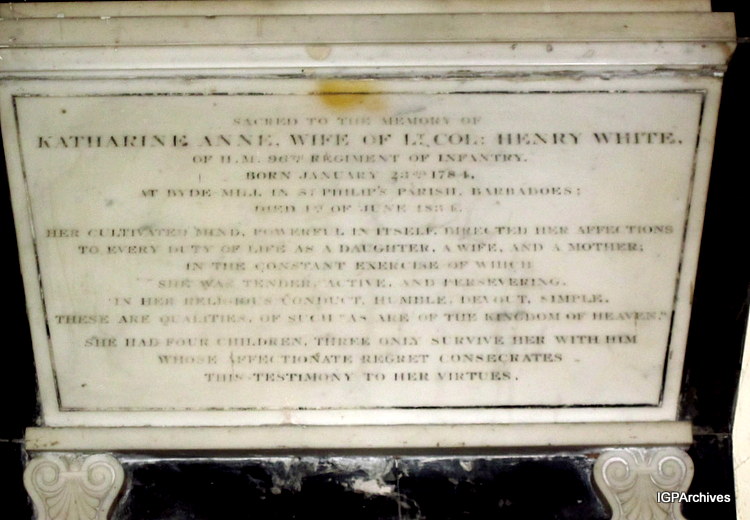 SACRED TO THE MEMORY OF
KATHARINE ANNE, WIFE OF LT. COL: HENRY WHITE,
OF H.M. 96TH REGIMENT OF INFANTRY.
BORN JANUARY 23RD 1784,
AT BYDE-MILL IN ST PHILIP'S PARISH, BARBADOES;
DIED OF JUNE
HER CULTIVATED MIND, POWERFUL IN ITSELF, DIRECTED HER AFFECTIONS
TO EVERY DUTY OF LIFE AS A DAUGHTER, A WIFE, AND A MOTHER;
IN THE CONSTANT EXERCISE OF WHICH
SHE WAS TENDER, ACTIVE, AND PERSEVERING.
IN HER RELIGIOUS CONDUCT, HUMBLE, DEVOUT, SIMPLE.
THESE ARE QUALITIES, OF SUCH "AS ARE OF THE KINGDOM OF HEAVEN."
SHE HAD FOUR CHILDREN, THREE ONLY SURVIVE HER WITH HIM
WHOSE AFFECTIONATE REGRET CONSECRATES
THIS TESTIMONY TO HER VIRTUES.
IGPArchives